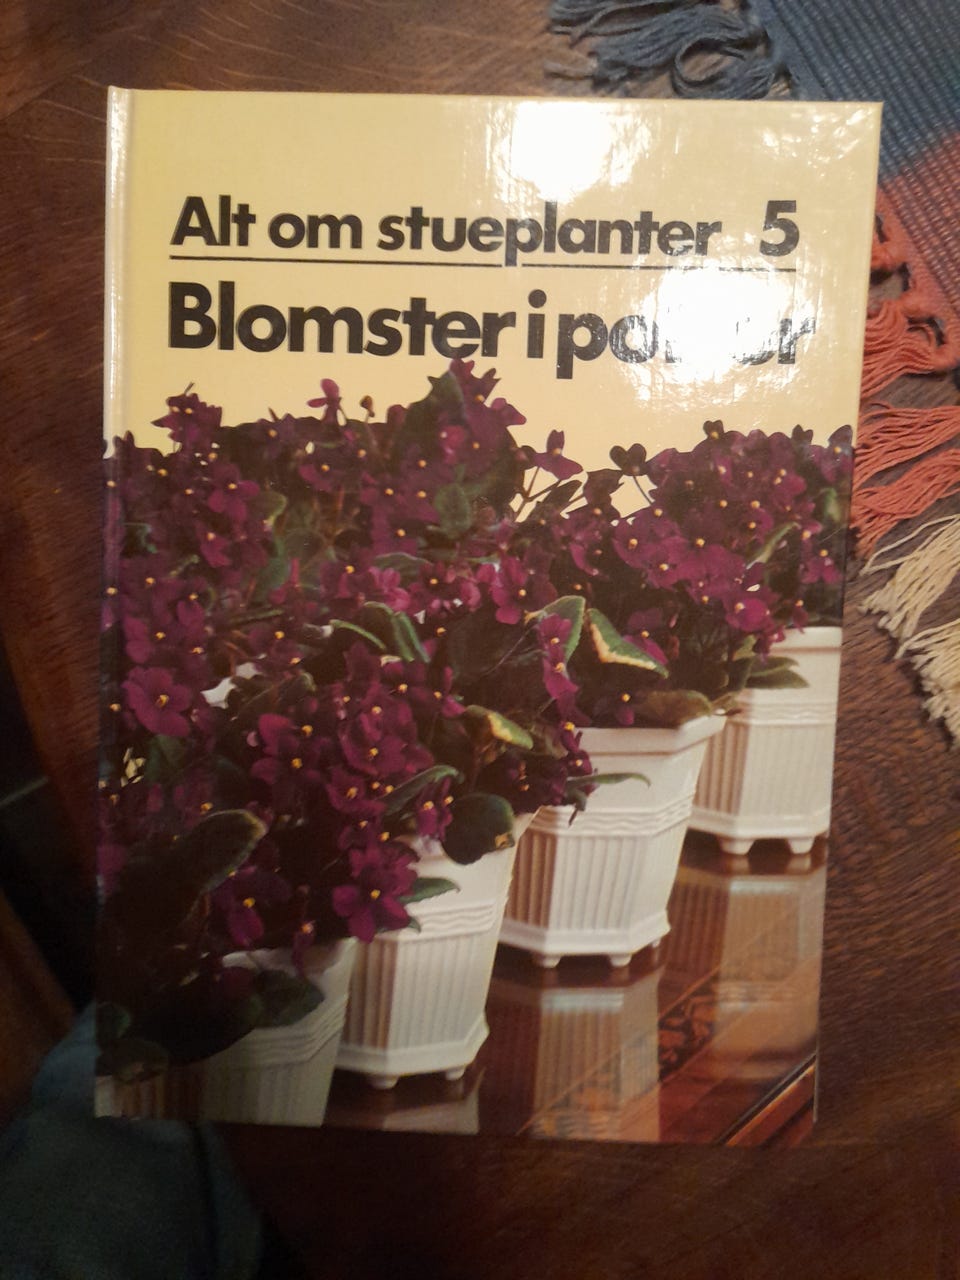 Alt om stueplanter 5
Blomster i